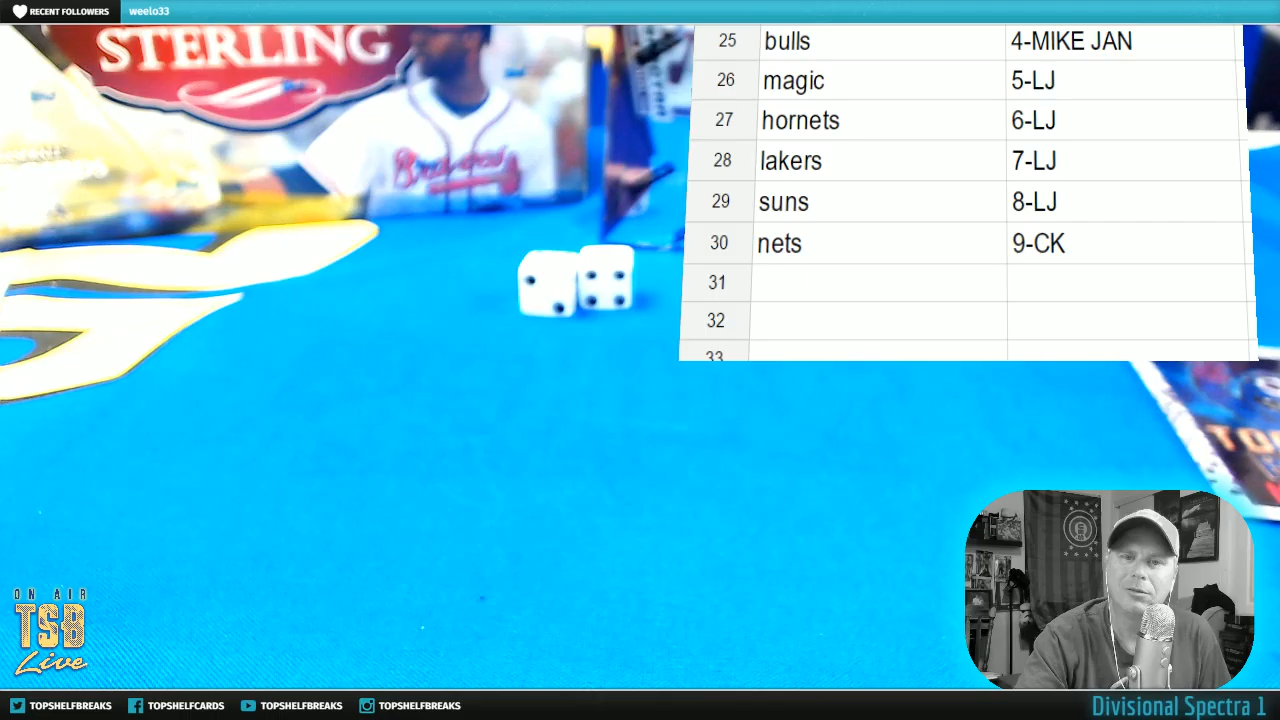 RECENT FOLLOWERS weelo33
STERLING
Braves
25 bulls 4-MIKE JAN
26 magic 5-LJ
27 hornets 6-LJ
28 lakers 7-LJ
29 suns 8-LJ
30 nets 9-CK
31
32
33
ON AIR
TSB
Live
TOPSHELFBREAKS TOPSHELFCARDS TOPSHELFBREAKS TOPSHELFBREAKS
Divisional Spectra 1